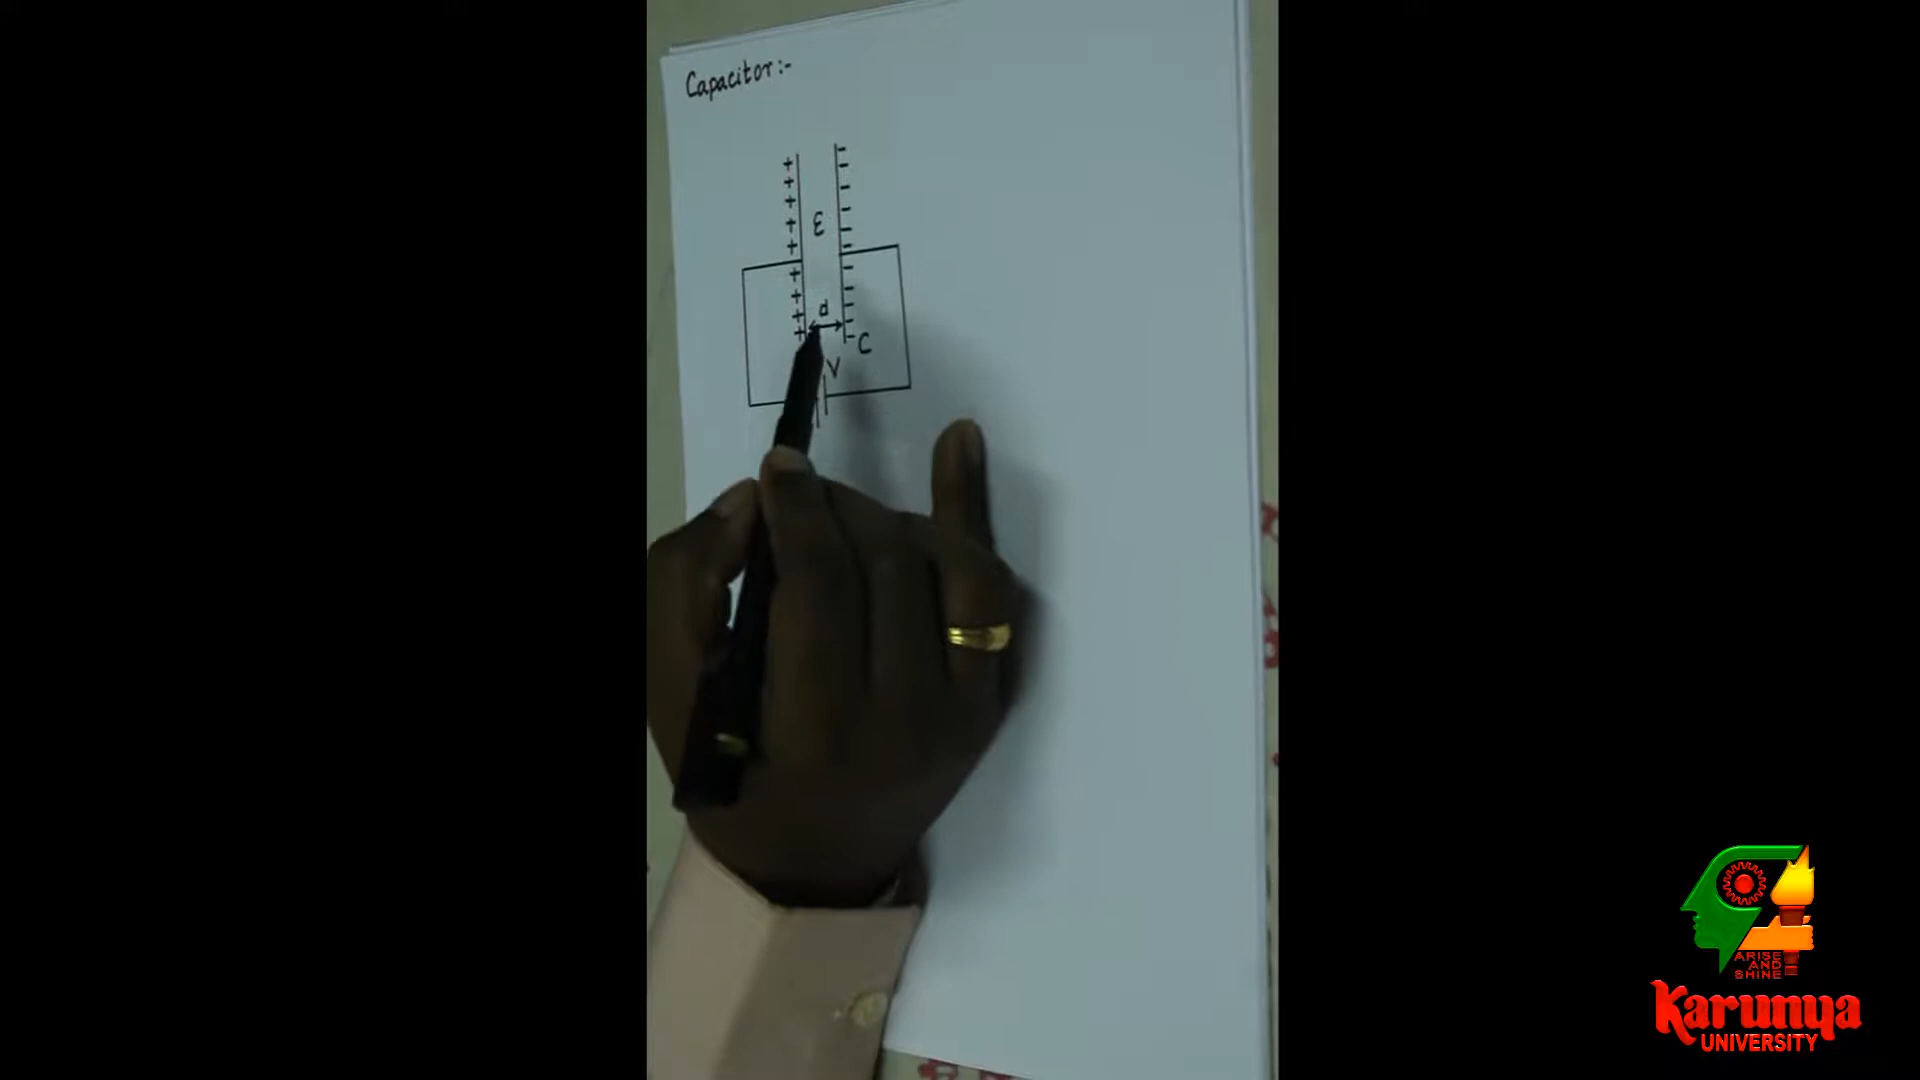 Capacitor:-
+ -
+ -
+ -
+ -
+ -
+ -
+ -
+ -
+ -
ε
d
C
V
ARISE
AND
SHINE
Karunya
UNIVERSITY